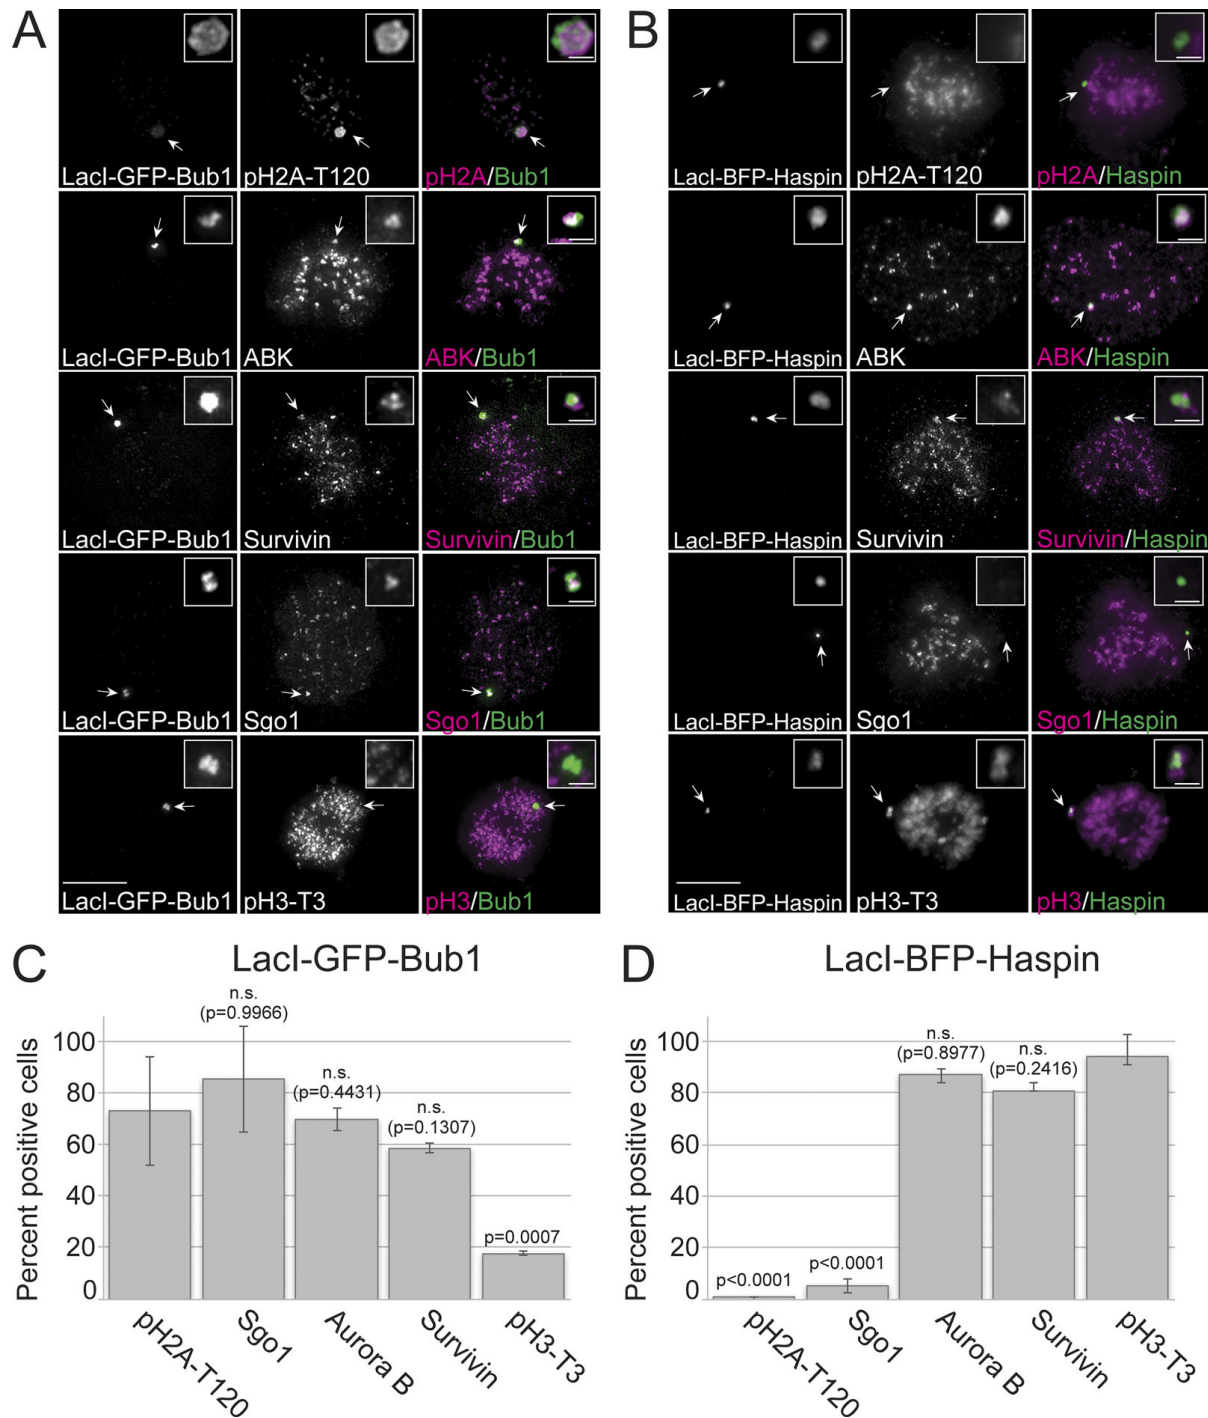 A
B
LacI-GFP-Bub1 pH2A-T120 pH2A/Bub1
LacI-BFP-Haspin pH2A-T120 pH2A/Haspin
LacI-GFP-Bub1 ABK ABK/Bub1
LacI-BFP-Haspin ABK ABK/Haspin
LacI-GFP-Bub1 Survivin Survivin/Bub1
LacI-BFP-Haspin Survivin Survivin/Haspin
LacI-GFP-Bub1 Sgo1 Sgo1/Bub1
LacI-BFP-Haspin Sgo1 Sgo1/Haspin
LacI-GFP-Bub1 pH3-T3 pH3/Bub1
LacI-BFP-Haspin pH3-T3 pH3/Haspin
C
LacI-GFP-Bub1
Percent positive cells
100
80
60
40
20
0
n.s.
(p=0.9966)
n.s.
(p=0.4431)
n.s.
(p=0.1307)
p=0.0007
pH2A-T120
Sgo1
Aurora B
Survivin
pH3-T3
D
LacI-BFP-Haspin
Percent positive cells
100
80
60
40
20
0
p<0.0001
p<0.0001
n.s.
(p=0.8977)
n.s.
(p=0.2416)
pH2A-T120
Sgo1
Aurora B
Survivin
pH3-T3